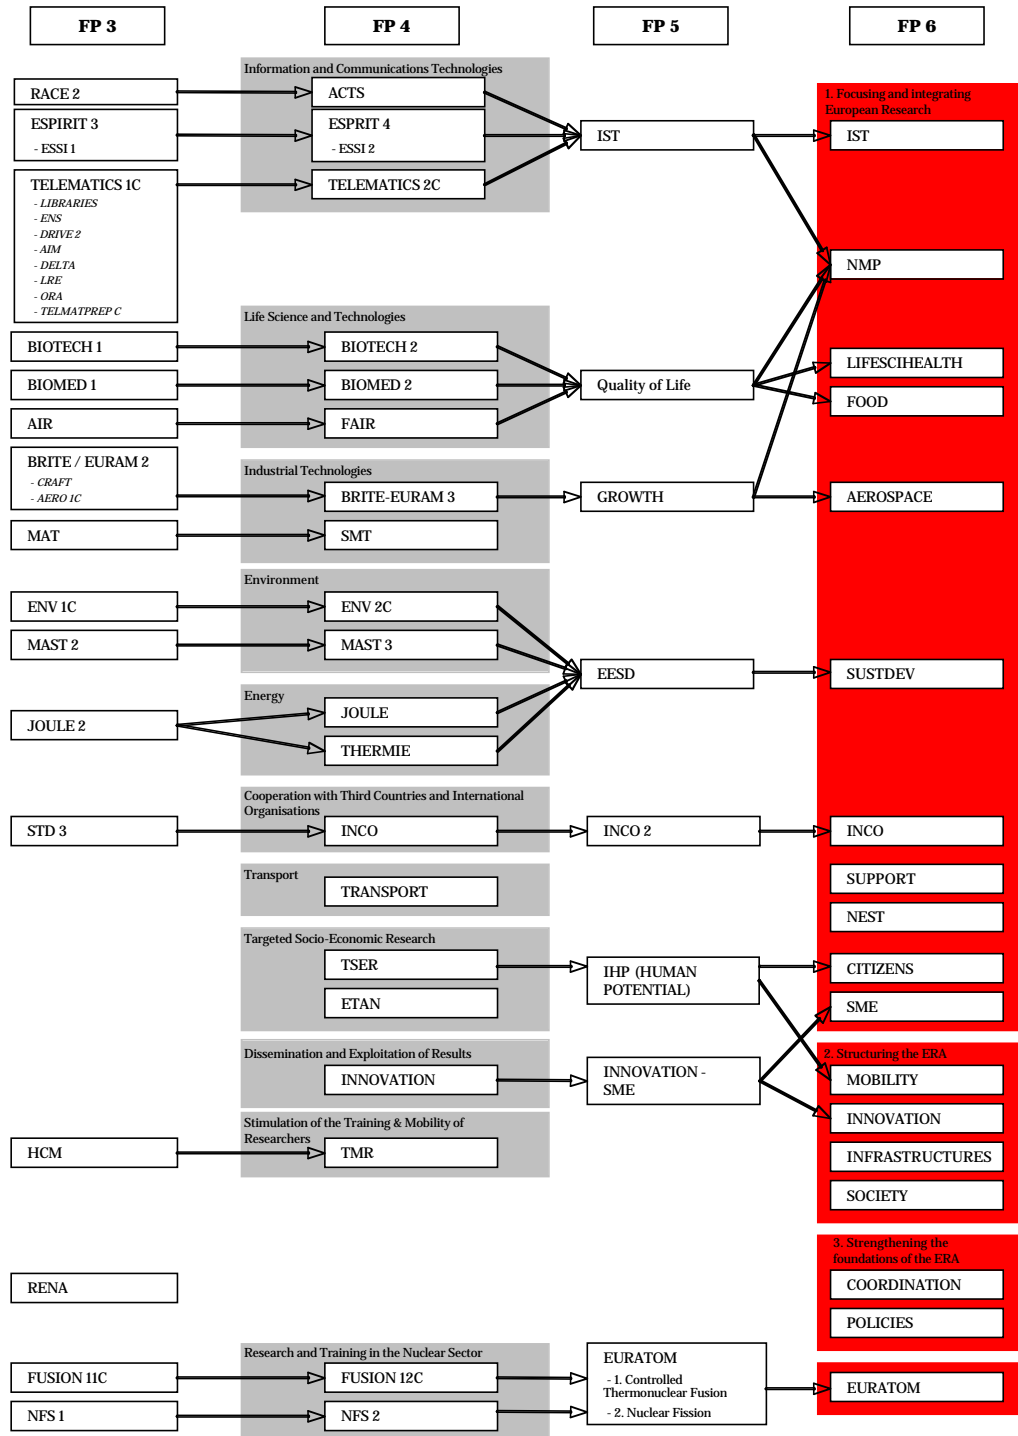 FP 3
FP 4
FP 5
FP 6
RACE 2
ESPIRIT 3
- ESSI 1
TELEMATICS 1C
- LIBRARIES
- ENS
- DRIVE 2
- AIM
- DELTA
- LRE
- ORA
- TELMATPREP C
BIOTECH 1
BIOMED 1
AIR
BRITE / EURAM 2
- CRAFT
- AERO 1C
MAT
ENV 1C
MAST 2
JOULE 2
STD 3
HCM
RENA
FUSION 11C
NFS 1
Information and Communications Technologies
ACTS
ESPRIT 4
- ESSI 2
TELEMATICS 2C
Life Science and Technologies
BIOTECH 2
BIOMED 2
FAIR
Industrial Technologies
BRITE-EURAM 3
SMT
Environment
ENV 2C
MAST 3
Energy
JOULE
THERMIE
Cooperation with Third Countries and International
Organisations
INCO
Transport
TRANSPORT
Targeted Socio-Economic Research
TSER
ETAN
Dissemination and Exploitation of Results
INNOVATION
Stimulation of the Training & Mobility of
Researchers
TMR
Research and Training in the Nuclear Sector
FUSION 12C
NFS 2
IST
Quality of Life
GROWTH
EESD
INCO 2
IHP (HUMAN
POTENTIAL)
INNOVATION -
SME
EURATOM
- 1. Controlled
Thermonuclear Fusion
- 2. Nuclear Fission
1. Focusing and integrating
European Research
IST
NMP
LIFESCIHEALTH
FOOD
AEROSPACE
SUSTDEV
INCO
SUPPORT
NEST
CITIZENS
SME
2. Structuring the ERA
MOBILITY
INNOVATION
INFRASTRUCTURES
SOCIETY
3. Strengthening the
foundations of the ERA
COORDINATION
POLICIES
EURATOM